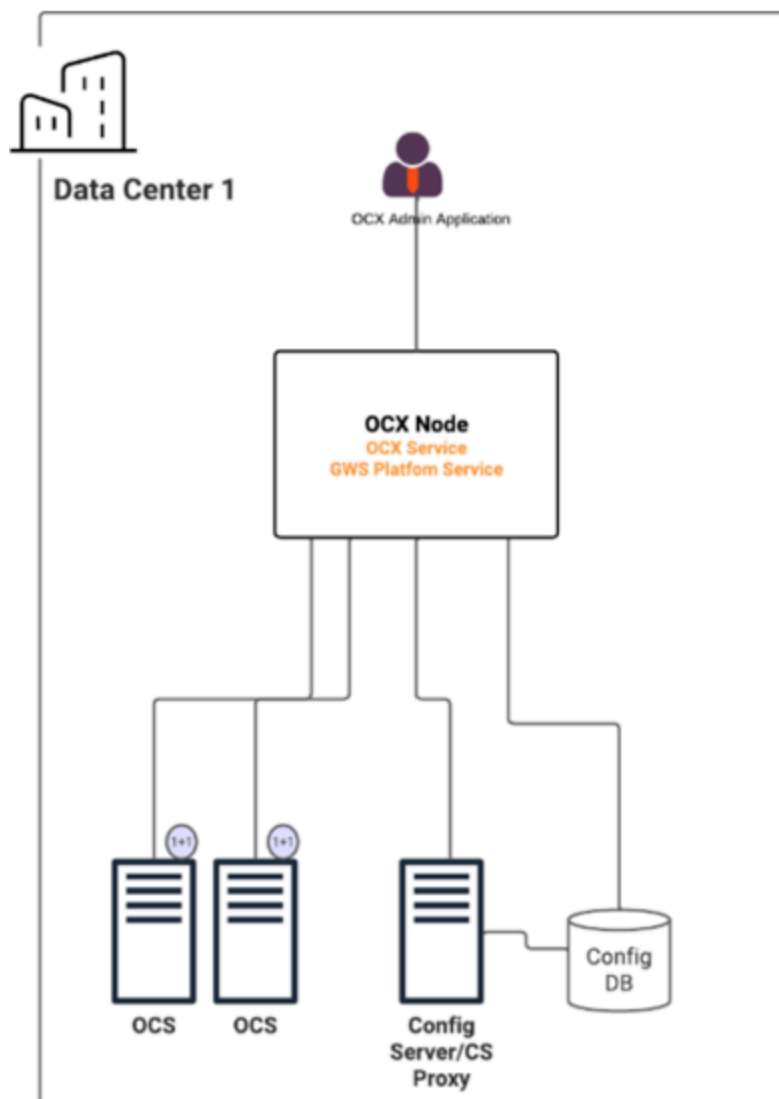 Data Center 1
OCX Admin Application
OCX Node
OCX Service
GWS Platfom Service
1+1
1+1
OCS
OCS
Config
Server/CS
Proxy
Config
DB